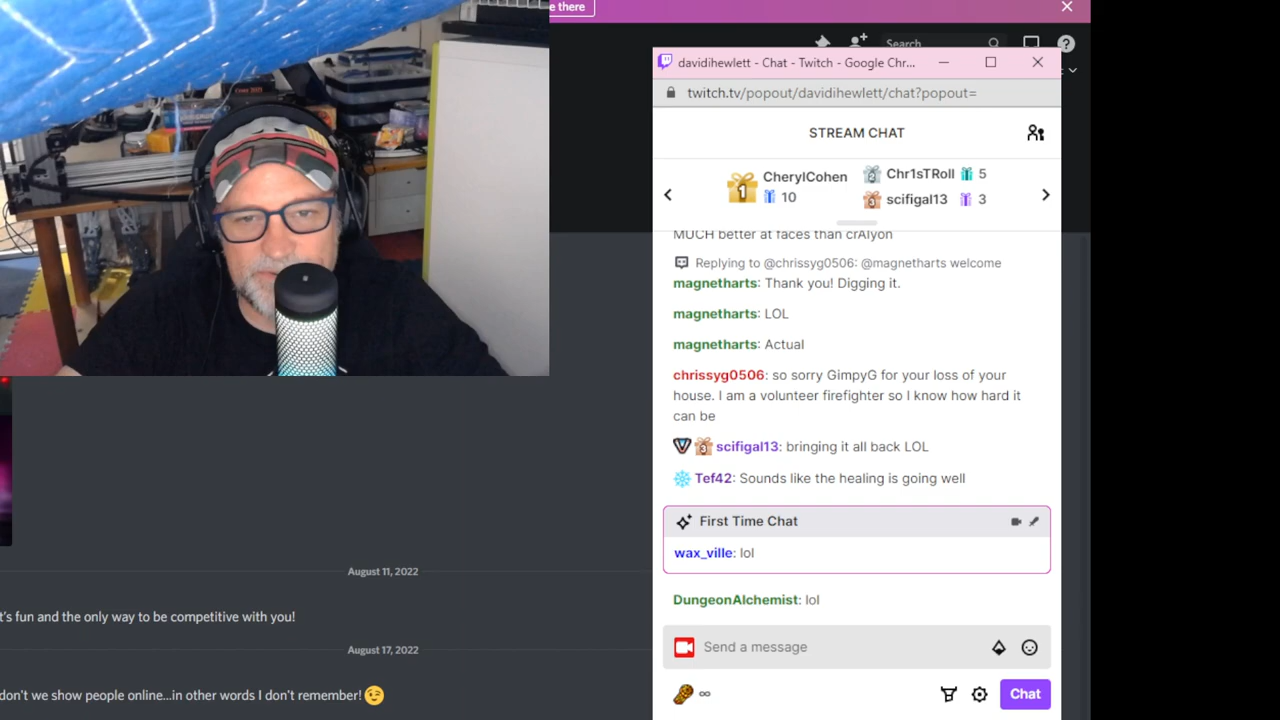 e there
Search
davidihewlett - Chat - Twitch - Google Chr...
twitch.tv/popout/davidihewlett/chat?popout=
STREAM CHAT
1 CherylCohen 10
2 Chr1sTRoll 5
3 scifigal13 3
MUCH better at faces than crAIyon
Replying to @chrissyg0506: @magnetharts welcome
magnetharts: Thank you! Digging it.
magnetharts: LOL
magnetharts: Actual
chrissyg0506: so sorry GimpyG for your loss of your
house. I am a volunteer firefighter so I know how hard it
can be
3 scifigal13: bringing it all back LOL
Tef42: Sounds like the healing is going well
First Time Chat
wax_ville: lol
DungeonAlchemist: lol
Send a message
∞
Chat
August 11, 2022
t's fun and the only way to be competitive with you!
August 17, 2022
don't we show people online...in other words I don't remember! 😉